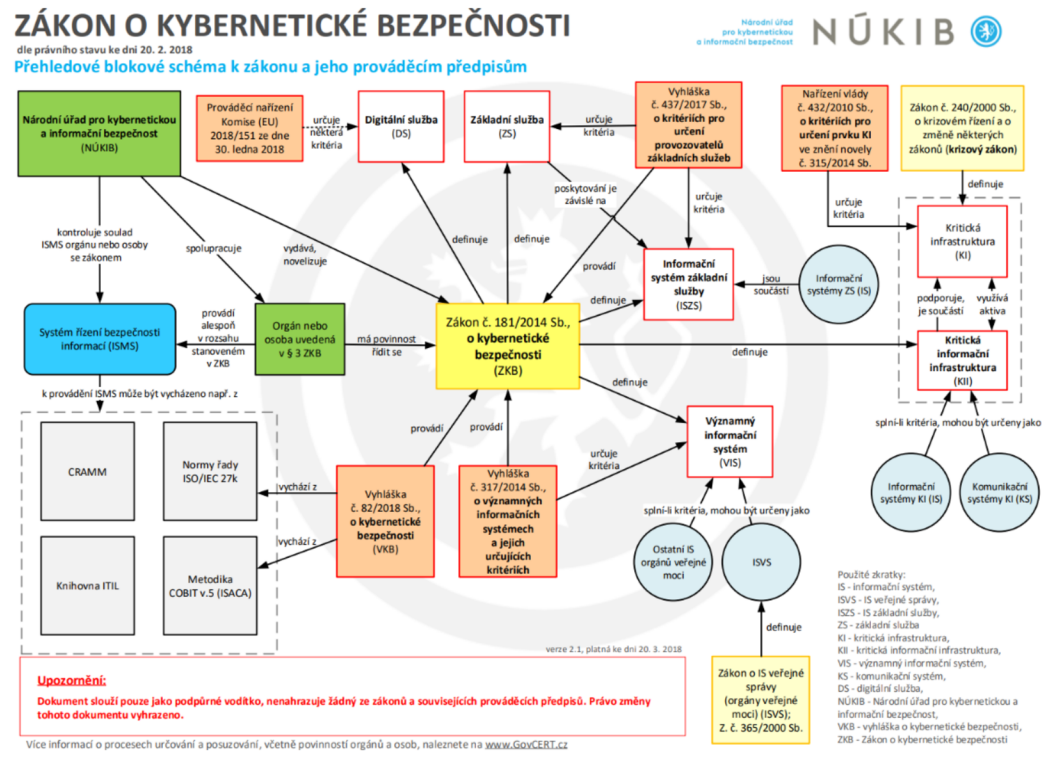 ZÁKON O KYBERNETICKÉ BEZPEČNOSTI
dle právního stavu ke dni 20. 2. 2018
Přehledové blokové schéma k zákonu a jeho prováděcím předpisům
Národní úřad
pro kybernetickou
a informační bezpečnost
NÚKIB
Národní úřad pro kybernetickou
a informační bezpečnost
(NÚKIB)
Prováděcí nařízení
Komise (EU)
2018/151 ze dne
30. ledna 2018
určuje
některá
kritéria
Digitální služba
(DS)
Základní služba
(ZS)
určuje
kritéria
Vyhláška
č. 437/2017 Sb.,
o kritériích pro
určení
provozovatelů
základních služeb
Nařízení vlády
č. 432/2010 Sb.,
o kritériích pro
určení prvku KI
ve znění novely
č. 315/2014 Sb.
Zákon č. 240/2000 Sb.,
o krizovém řízení a o
změně některých
zákonů (krizový zákon)
kontroluje soulad
ISMS orgánu nebo osoby
se zákonem
spolupracuje
vydává,
novelizuje
definuje
definuje
poskytování je
závislé na
provádí
určuje
kritéria
určuje
kritéria
definuje
Kritická
infrastruktura
(KI)
Informační
systém základní
služby
(ISZS)
jsou
součástí
Informační
systémy ZS (IS)
podporuje,
je součástí
využívá
aktiva
Systém řízení bezpečnosti
informací (ISMS)
provádí
alespoň
v rozsahu
stanoveném
v ZKB
Orgán nebo
osoba uvedená
v § 3 ZKB
má povinnost
řídit se
Zákon č. 181/2014 Sb.,
o kybernetické
bezpečnosti
(ZKB)
definuje
definuje
Kritická
informační
infrastruktura
(KII)
k provádění ISMS může být vycházeno např. z
definuje
splní-li kritéria, mohou být určeny jako
CRAMM
Normy řady
ISO/IEC 27k
Knihovna ITIL
Metodika
COBIT v.5 (ISACA)
vychází z
vychází z
provádí
provádí
Vyhláška
č. 82/2018 Sb.,
o kybernetické
bezpečnosti
(VKB)
Vyhláška
č. 317/2014 Sb.,
o významných
informačních
systémech
a jejich
určujících
kritériích
určuje
kritéria
Významný
informační
systém
(VIS)
Informační
systémy KI (IS)
Komunikační
systémy KI (KS)
splní-li kritéria, mohou být určeny jako
Ostatní IS
orgánů veřejné
moci
ISVS
definuje
Zákon o IS veřejné
správy
(orgány veřejné
moci) (ISVS);
Z. č. 365/2000 Sb.
Použité zkratky:
IS - informační systém,
ISVS - IS veřejné správy,
ISZS - IS základní služby,
ZS - základní služba
KI - kritická infrastruktura,
KII - kritická informační infrastruktura,
VIS - významný informační systém,
KS - komunikační systém,
DS - digitální služba,
NÚKIB - Národní úřad pro kybernetickou a
informační bezpečnost,
VKB - vyhláška o kybernetické bezpečnosti,
ZKB - Zákon o kybernetické bezpečnosti
verze 2.1, platná ke dni 20. 3. 2018
Upozornění:
Dokument slouží pouze jako podpůrné vodítko, nenahrazuje žádný ze zákonů a souvisejících prováděcích předpisů. Právo změny
tohoto dokumentu vyhrazeno.
Více informací o procesech určování a posuzování, včetně povinností orgánů a osob, naleznete na www.GovCERT.cz